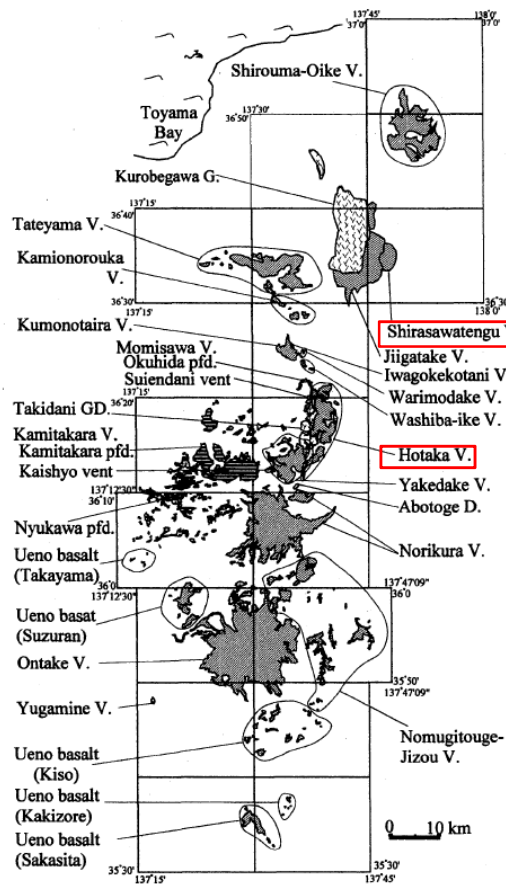 137°45'
138°0'
37°0'
37°0'
Shirouma-Oike V.
Toyama
Bay
137°30'
36°50'
Kurobegawa G.
137°15'
36°40'
Tateyama V.
Kamionorouka
V.
36°30'
138°0'
36°30'
Kumonotaira V.
Shirasawatengu V
Momisawa V.
Jiigatake V.
Okuhida pfd.
Iwagokekotani V.
Suiendani vent
Warimodake V.
36°20'
Washiba-ike V.
Takidani GD.
Kamitakara V.
Kamitakara pfd.
Hotaka V.
Kaishyo vent
Yakedake V.
137°12'30"
36°10'
Abotoge D.
Nyukawa pfd.
Norikura V.
Ueno basalt
(Takayama)
137°47'09"
36°0'
137°12'30"
36°0'
Ueno basat
(Suzuran)
Ontake V.
35°50'
137°47'09"
Yugamine V.
Nomugitouge-
Jizou V.
Ueno basalt
(Kiso)
Ueno basalt
(Kakizore)
0 10 km
Ueno basalt
(Sakasita)
35°30'
137°15'
35°30'
137°45'